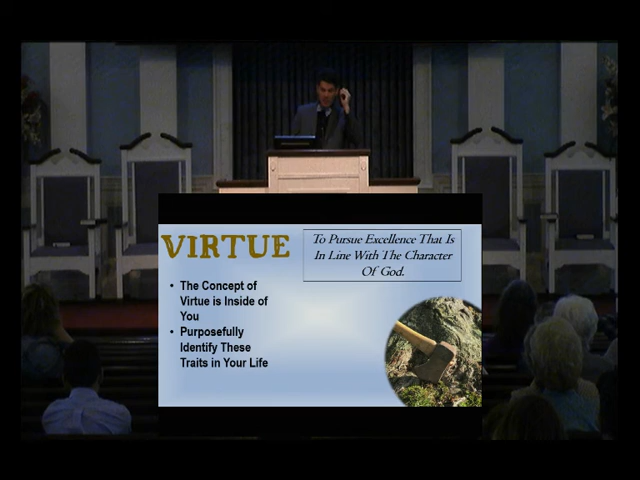 VIRTUE
To Pursue Excellence That Is
In Line With The Character
Of God.
• The Concept of
Virtue is Inside of
You
• Purposefully
Identify These
Traits in Your Life